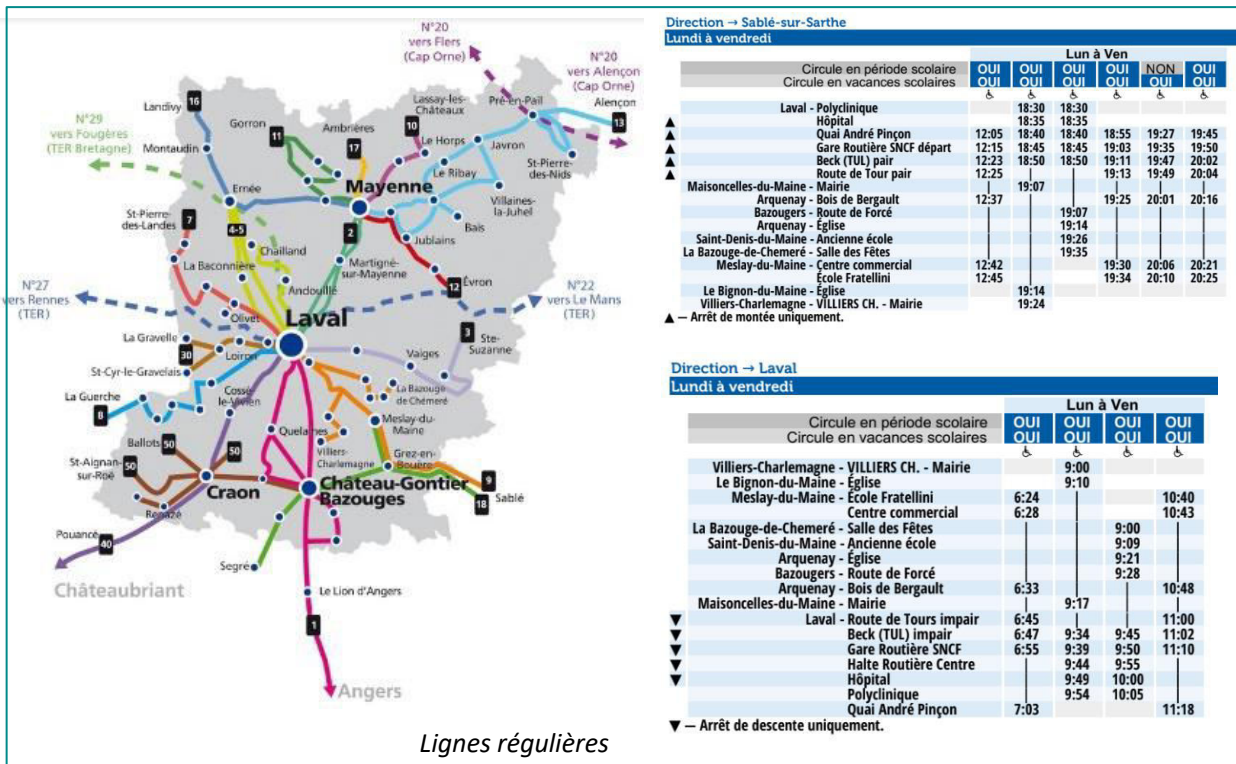 N°20
vers Flers
(Cap Orne)
N°20
vers Alençon
(Cap Orne)
Landivy
16
Lassay-les-
Châteaux
Pré-en-Pail
Alençon
13
N°29
vers Fougères
(TER Bretagne)
Gorron
11
Ambrières
17
10
Le Horps
Montaudin
Javron
St-Pierre-
des-Nids
Le Ribay
Ernée
Mayenne
Villaines-
la-Juhel
St-Pierre-
des-Landes
7
4-5
2
Bais
Jublains
Chailland
La Baconnière
Martigné-
sur-Mayenne
12
Évron
N°27
vers Rennes
(TER)
Andouillé
N°22
vers Le Mans
(TER)
Olivet
Laval
3
Ste-
Suzanne
La Gravelle
30
Loiron
Vaiges
St-Cyr-le-Gravelais
La Bazouge
de Chémeré
La Guerche
8
Cossé-
le-Vivien
Meslay-du-
Maine
Ballots
50
50
Quelaines
Villiers-
Charlemagne
Grez-en-
Bouère
St-Aignan-
sur-Roë
50
9
Sablé
18
Craon
Château-Gontier
Bazouges
Renazé
Pouancé
40
Segré
Châteaubriant
Le Lion d'Angers
1
Angers
Lignes régulières
Direction → Sablé-sur-Sarthe
Lundi à vendredi
Lun à Ven
Circule en période scolaire OUI OUI OUI OUI NON OUI
Circule en vacances scolaires OUI OUI OUI OUI OUI OUI
Laval - Polyclinique 18:30 18:30
▲ Hôpital 18:35 18:35
▲ Quai André Pinçon 12:05 18:40 18:40 18:55 19:27 19:45
▲ Gare Routière SNCF départ 12:15 18:45 18:45 19:03 19:35 19:50
▲ Beck (TUL) pair 12:23 18:50 18:50 19:11 19:47 20:02
▲ Route de Tour pair 12:25 | | 19:13 19:49 20:04
Maisoncelles-du-Maine - Mairie | 19:07 | | | |
Arquenay - Bois de Bergault 12:37 | | 19:25 20:01 20:16
Bazougers - Route de Forcé | | 19:07 | | |
Arquenay - Église | | 19:14 | | |
Saint-Denis-du-Maine - Ancienne école | | 19:26 | | |
La Bazouge-de-Chemeré - Salle des Fêtes | | 19:35 | | |
Meslay-du-Maine - Centre commercial 12:42 | 19:30 20:06 20:21
École Fratellini 12:45 | 19:34 20:10 20:25
Le Bignon-du-Maine - Église 19:14
Villiers-Charlemagne - VILLIERS CH. - Mairie 19:24
▲ — Arrêt de montée uniquement.
Direction → Laval
Lundi à vendredi
Lun à Ven
Circule en période scolaire OUI OUI OUI OUI
Circule en vacances scolaires OUI OUI OUI OUI
Villiers-Charlemagne - VILLIERS CH. - Mairie 9:00
Le Bignon-du-Maine - Église 9:10
Meslay-du-Maine - École Fratellini 6:24 | 10:40
Centre commercial 6:28 | 10:43
La Bazouge-de-Chemeré - Salle des Fêtes | | 9:00 |
Saint-Denis-du-Maine - Ancienne école | | 9:09 |
Arquenay - Église | | 9:21 |
Bazougers - Route de Forcé | | 9:28 |
Arquenay - Bois de Bergault 6:33 | | 10:48
Maisoncelles-du-Maine - Mairie | 9:17 | |
▼ Laval - Route de Tours impair 6:45 | | 11:00
▼ Beck (TUL) impair 6:47 9:34 9:45 11:02
▼ Gare Routière SNCF 6:55 9:39 9:50 11:10
▼ Halte Routière Centre | 9:44 9:55 |
▼ Hôpital | 9:49 10:00 |
Polyclinique | 9:54 10:05 |
Quai André Pinçon 7:03 11:18
▼ — Arrêt de descente uniquement.